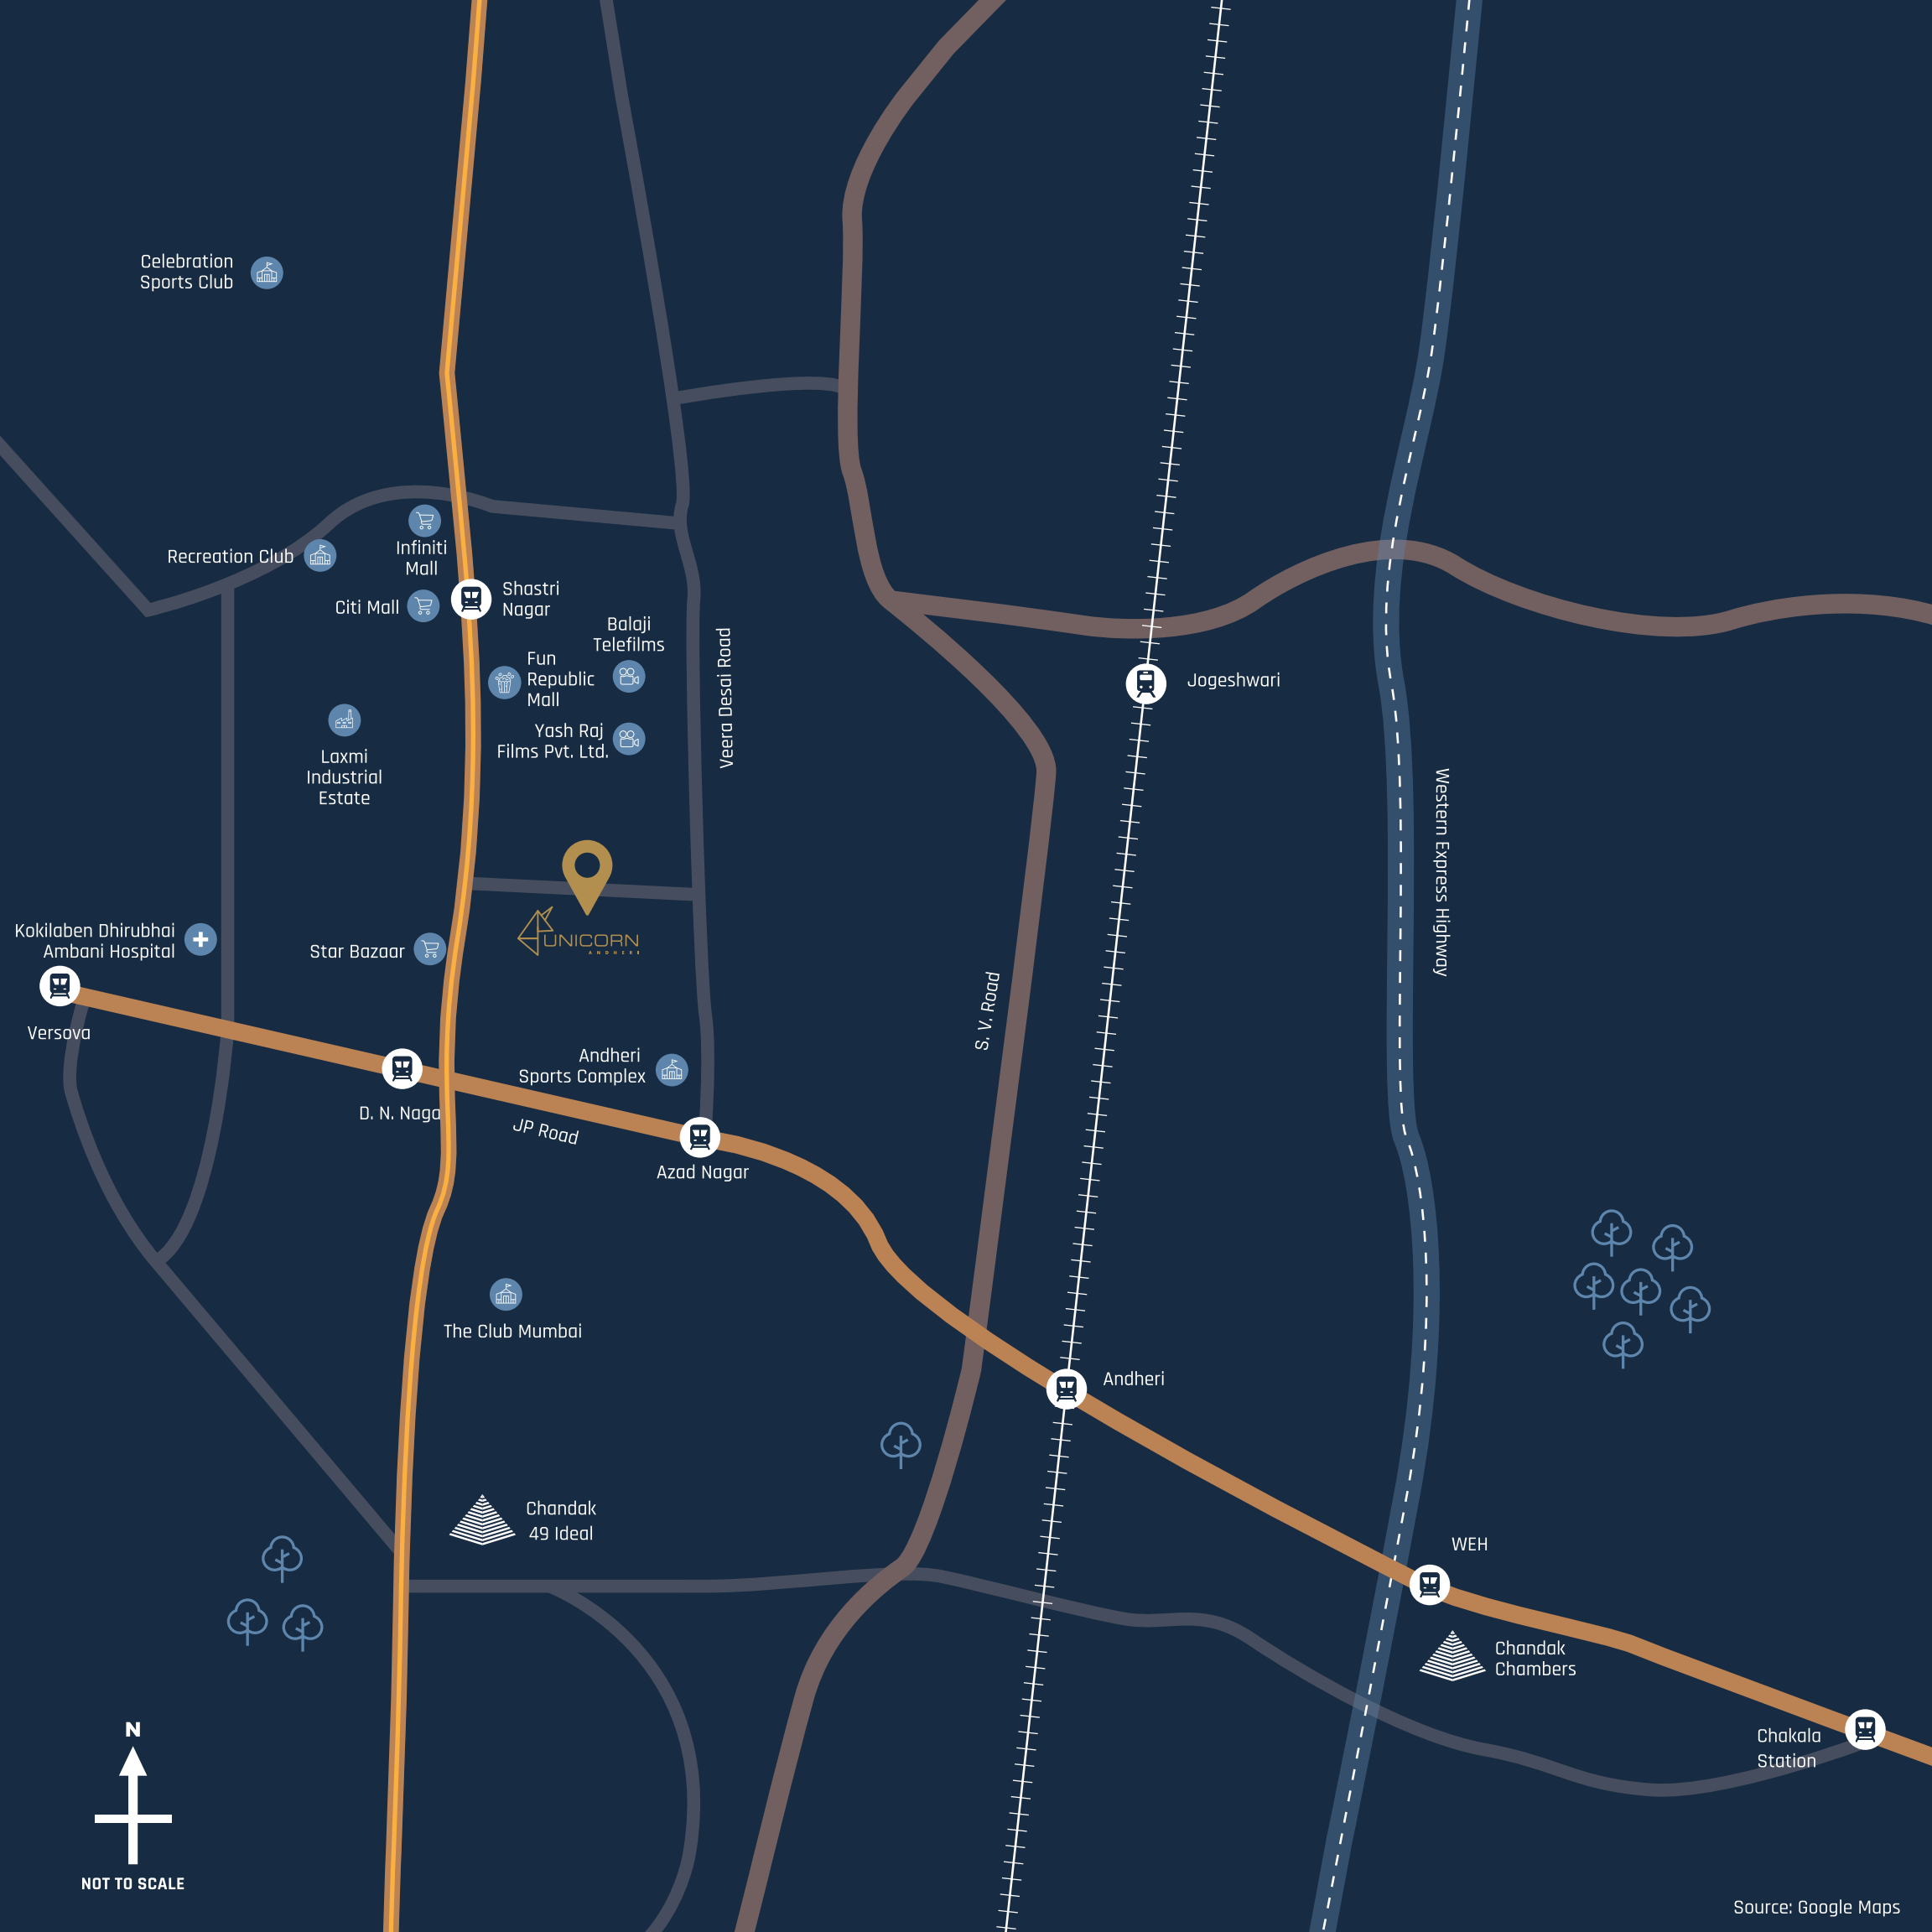 Celebration
Sports Club
Recreation Club
Infiniti
Mall
Citi Mall
Shastri
Nagar
Balaji
Telefilms
Fun
Republic
Mall
Yash Raj
Films Pvt. Ltd.
Veera Desai Road
Jogeshwari
Laxmi
Industrial
Estate
Western Express Highway
Kokilaben Dhirubhai
Ambani Hospital
Star Bazaar
UNICORN
ANDHERI
Versova
S. V. Road
Andheri
Sports Complex
D. N. Naga
JP Road
Azad Nagar
The Club Mumbai
Andheri
Chandak
49 Ideal
WEH
Chandak
Chambers
Chakala
Station
N
NOT TO SCALE
Source: Google Maps